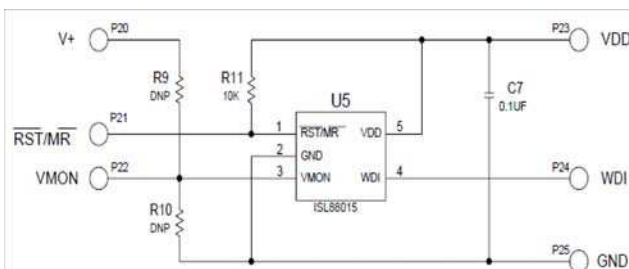 V+
P20
P23
VDD
R9
DNP
R11
10K
U5
C7
0.1UF
P21
RST/MR
1
RST/MR
VDD
5
2
GND
P22
VMON
3
VMON
WDI
4
P24
WDI
R10
DNP
ISL88015
P25
GND